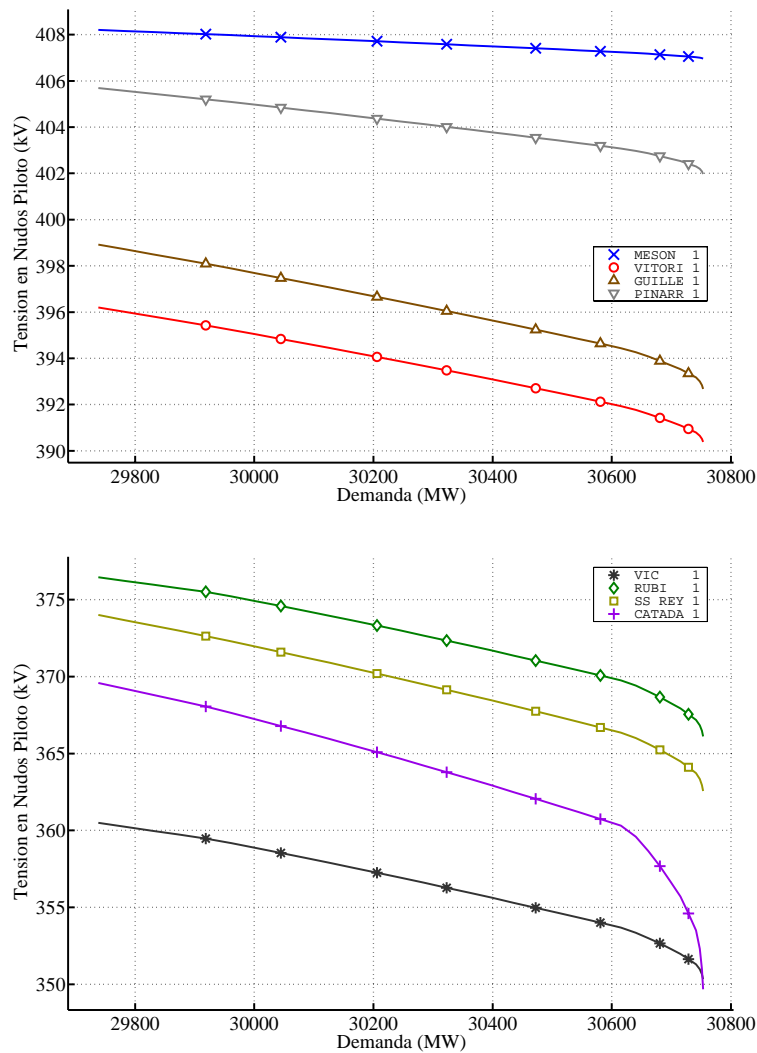 408
406
404
402
400
398
396
394
392
390
Tension en Nudos Piloto (kV)
MESON 1
VITORI 1
GUILLE 1
PINARR 1
29800 30000 30200 30400 30600 30800
Demanda (MW)
375
370
365
360
355
350
Tension en Nudos Piloto (kV)
VIC 1
RUBI 1
SS REY 1
CATADA 1
29800 30000 30200 30400 30600 30800
Demanda (MW)